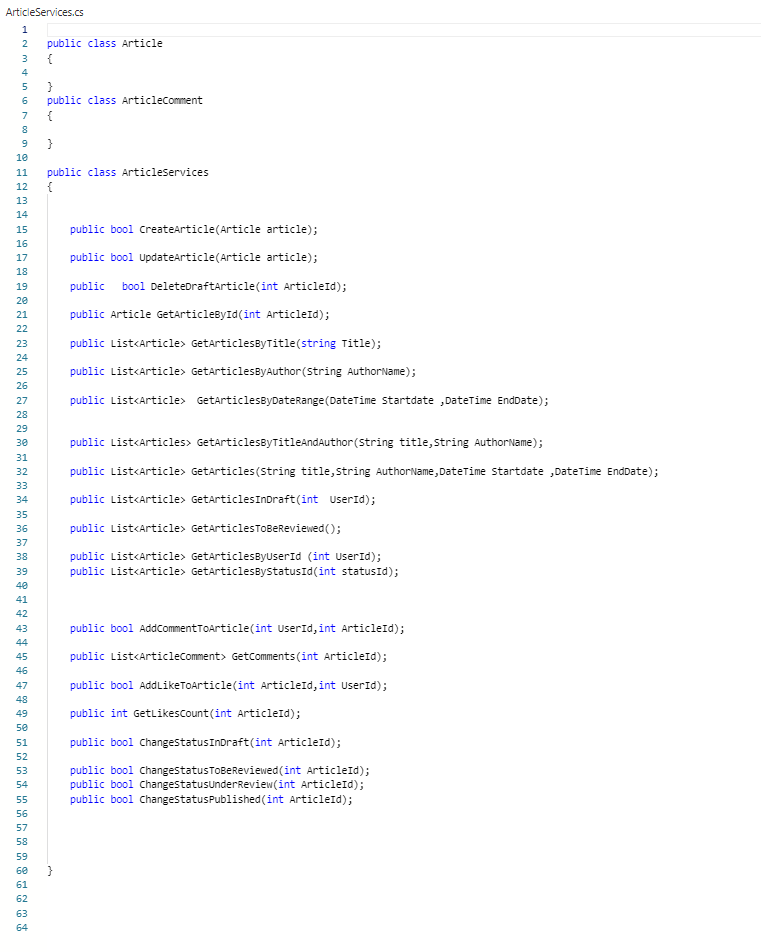 ArticleServices.cs
1
2 public class Article
3 {
4
5 }
6 public class ArticleComment
7 {
8
9 }
10
11 public class ArticleServices
12 {
13
14
15 public bool CreateArticle(Article article);
16
17 public bool UpdateArticle(Article article);
18
19 public   bool DeleteDraftArticle(int ArticleId);
20
21 public Article GetArticleById(int ArticleId);
22
23 public List<Article> GetArticlesByTitle(string Title);
24
25 public List<Article> GetArticlesByAuthor(String AuthorName);
26
27 public List<Article>  GetArticlesByDateRange(DateTime Startdate ,DateTime EndDate);
28
29
30 public List<Articles> GetArticlesByTitleAndAuthor(String title,String AuthorName);
31
32 public List<Article> GetArticles(String title,String AuthorName,DateTime Startdate ,DateTime EndDate);
33
34 public List<Article> GetArticlesInDraft(int  UserId);
35
36 public List<Article> GetArticlesToBeReviewed();
37
38 public List<Article> GetArticlesByUserId (int UserId);
39 public List<Article> GetArticlesByStatusId(int statusId);
40
41
42
43 public bool AddCommentToArticle(int UserId,int ArticleId);
44
45 public List<ArticleComment> GetComments(int ArticleId);
46
47 public bool AddLikeToArticle(int ArticleId,int UserId);
48
49 public int GetLikesCount(int ArticleId);
50
51 public bool ChangeStatusInDraft(int ArticleId);
52
53 public bool ChangeStatusToBeReviewed(int ArticleId);
54 public bool ChangeStatusUnderReview(int ArticleId);
55 public bool ChangeStatusPublished(int ArticleId);
56
57
58
59
60 }
61
62
63
64